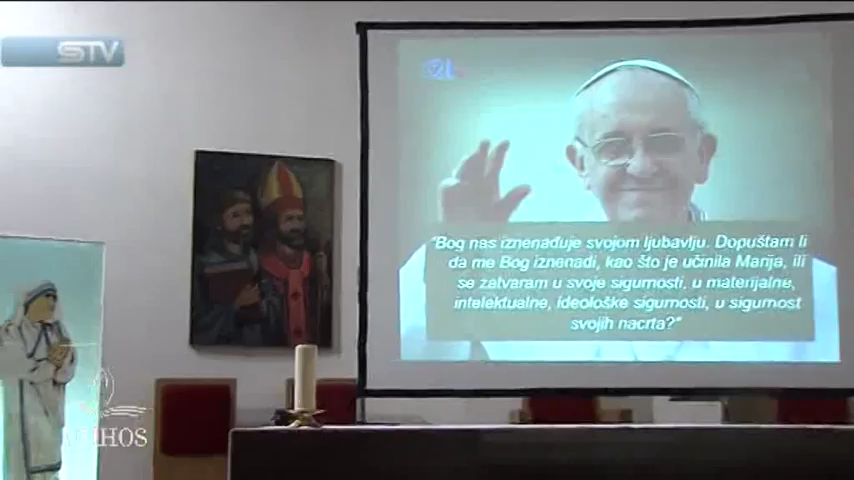 STV
"Bog nas iznenađuje svojom ljubavlju. Dopuštam li
da me Bog iznenadi, kao što je učinila Marija, ili
se zatvaram u svoje sigurnosti, u materijalne,
intelektualne, ideološke sigurnosti, u sigurnost
svojih nacrta?"